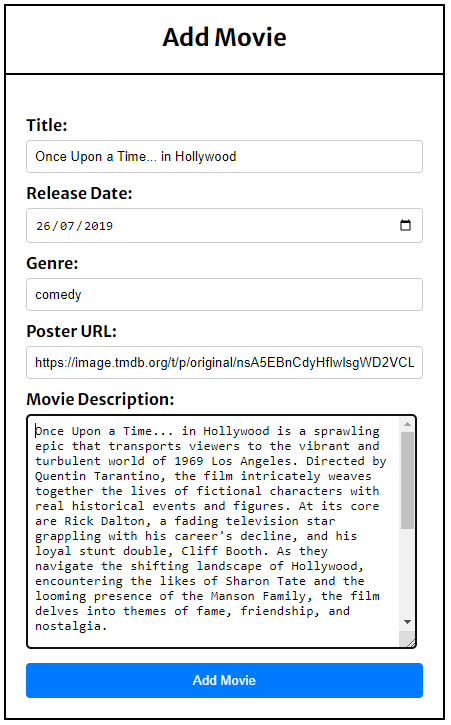 Add Movie
Title:
Once Upon a Time... in Hollywood
Release Date:
26/07/2019
Genre:
comedy
Poster URL:
https://image.tmdb.org/t/p/original/nsA5EBnCdyHflwIsgWD2VCL
Movie Description:
Once Upon a Time... in Hollywood is a sprawling
epic that transports viewers to the vibrant and
turbulent world of 1969 Los Angeles. Directed by
Quentin Tarantino, the film intricately weaves
together the lives of fictional characters with
real historical events and figures. At its core
are Rick Dalton, a fading television star
grappling with his career's decline, and his
loyal stunt double, Cliff Booth. As they
navigate the shifting landscape of Hollywood,
encountering the likes of Sharon Tate and the
looming presence of the Manson Family, the film
delves into themes of fame, friendship, and
nostalgia.
Add Movie